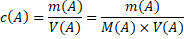 c(A) = m(A)/V(A) = m(A)/(M(A) × V(A))